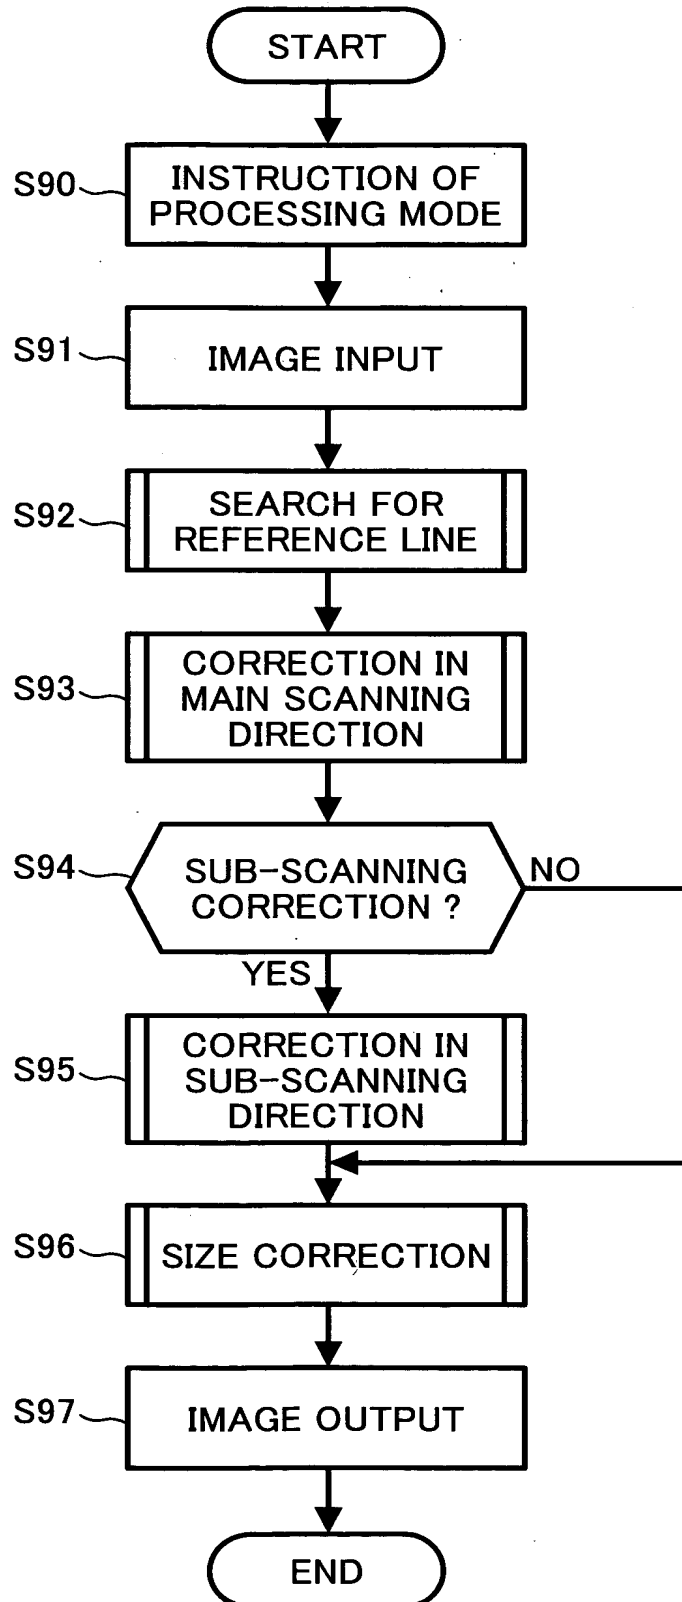 START
S90
INSTRUCTION OF
PROCESSING MODE
S91
IMAGE INPUT
S92
SEARCH FOR
REFERENCE LINE
S93
CORRECTION IN
MAIN SCANNING
DIRECTION
S94
SUB-SCANNING
CORRECTION ?
NO
YES
S95
CORRECTION IN
SUB-SCANNING
DIRECTION
S96
SIZE CORRECTION
S97
IMAGE OUTPUT
END